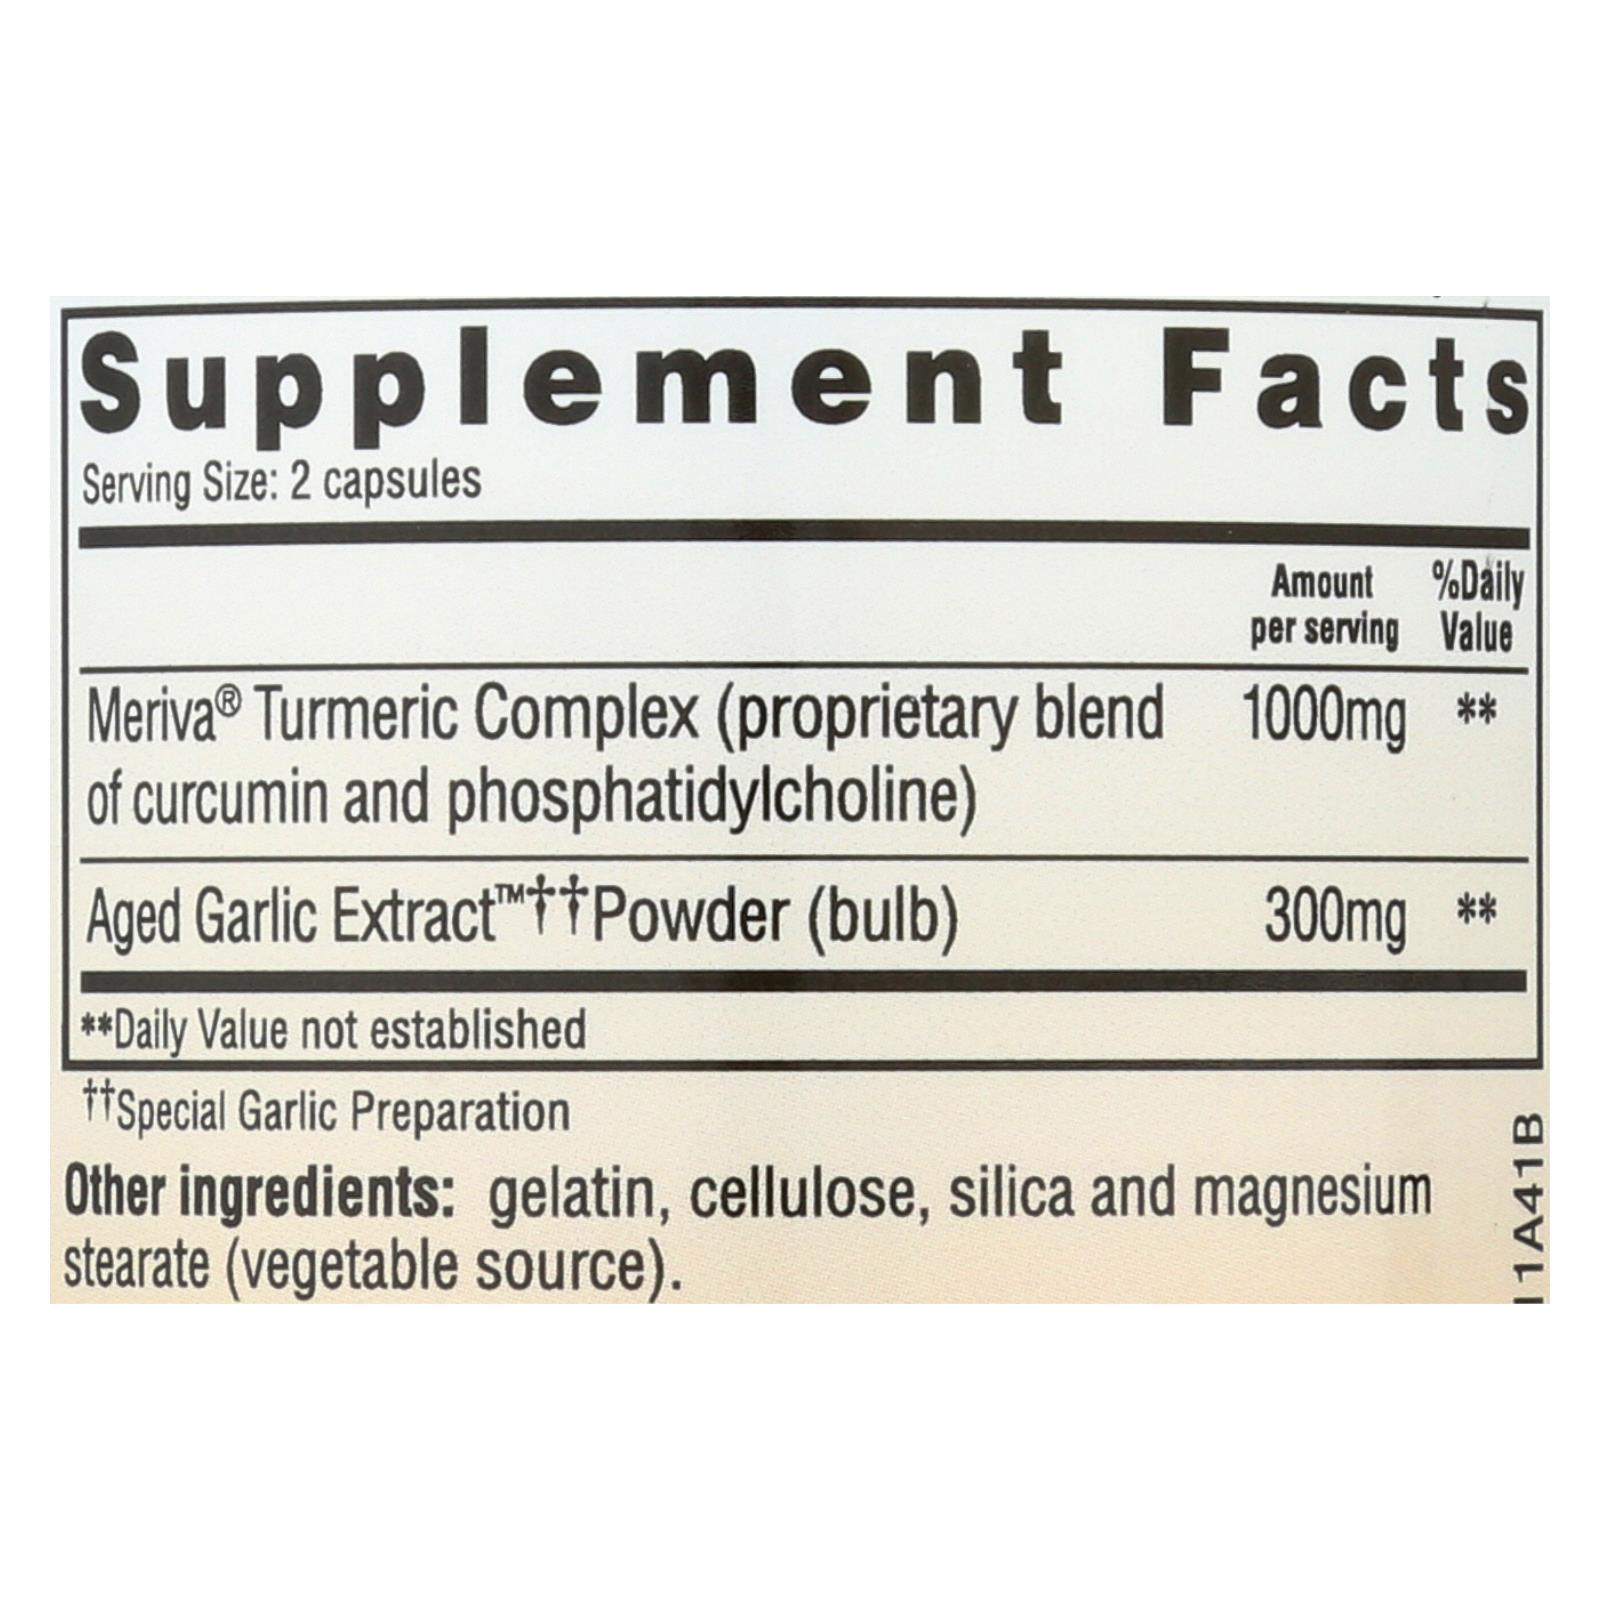 Supplement Facts
Serving Size: 2 capsules
Amount %Daily
per serving Value
Meriva® Turmeric Complex (proprietary blend 1000mg **
of curcumin and phosphatidylcholine)
Aged Garlic Extract™††Powder (bulb) 300mg **
**Daily Value not established
††Special Garlic Preparation
Other ingredients: gelatin, cellulose, silica and magnesium
stearate (vegetable source).
11A41B